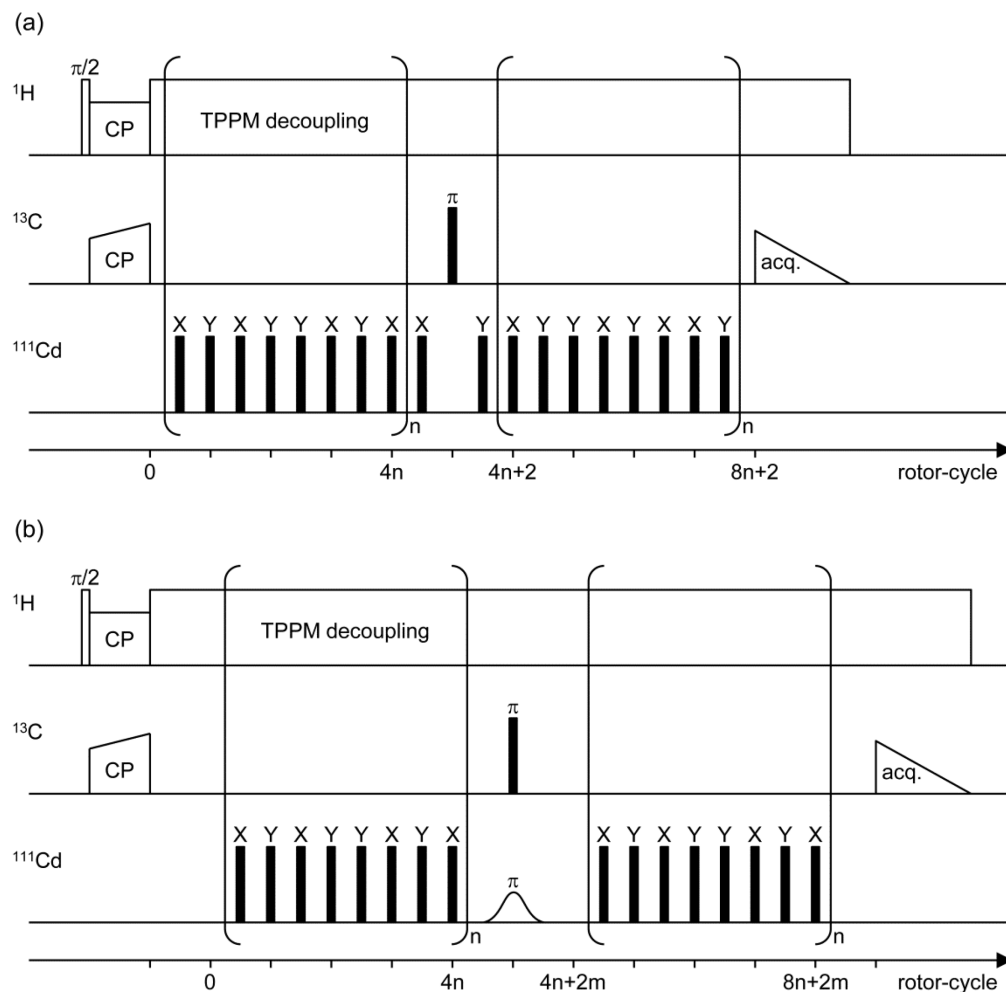 (a)
π/2
¹H
CP
TPPM decoupling
π
¹³C
CP
acq.
X Y X Y Y X Y X X Y X Y Y X Y X X Y
¹¹¹Cd
n
n
0 4n 4n+2 8n+2 rotor-cycle
(b)
π/2
¹H
CP
TPPM decoupling
π
¹³C
CP
acq.
X Y X Y Y X Y X X Y X Y Y X Y X
¹¹¹Cd
π
n
n
0 4n 4n+2m 8n+2m rotor-cycle